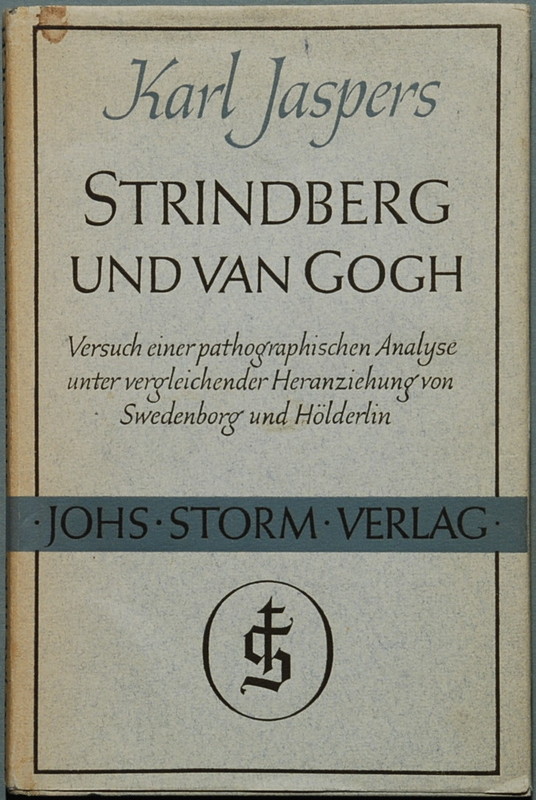 Karl Jaspers
STRINDBERG
UND VAN GOGH
Versuch einer pathographischen Analyse
unter vergleichender Heranziehung von
Swedenborg und Hölderlin
· JOHS · STORM · VERLAG ·